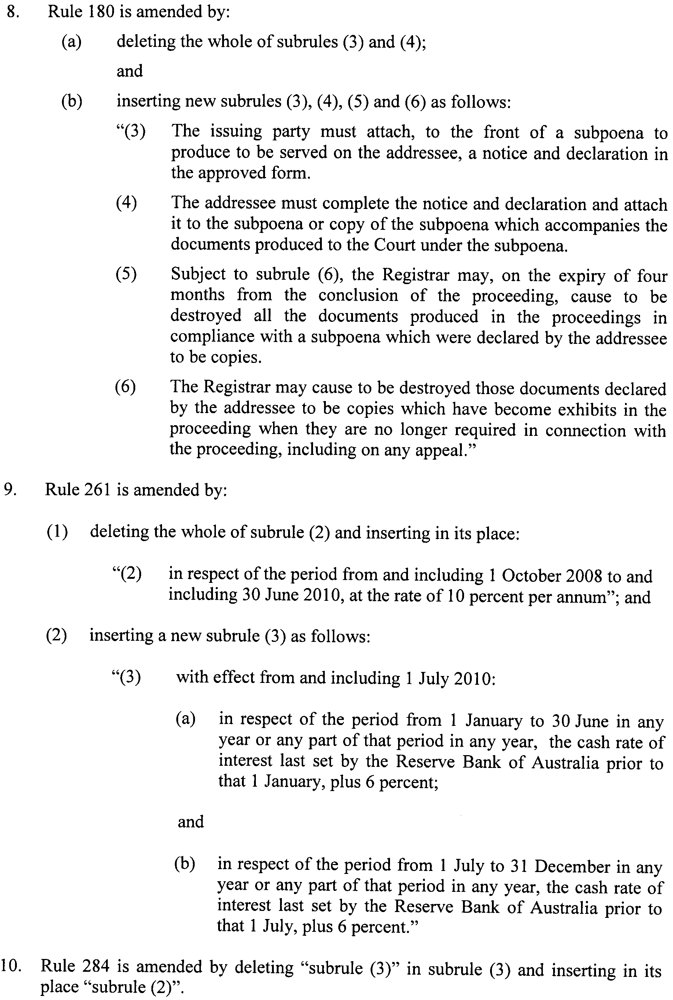 8. Rule 180 is amended by:
(a) deleting the whole of subrules (3) and (4);
and
(b) inserting new subrules (3), (4), (5) and (6) as follows:
“(3) The issuing party must attach, to the front of a subpoena to
produce to be served on the addressee, a notice and declaration in
the approved form.
(4) The addressee must complete the notice and declaration and attach
it to the subpoena or copy of the subpoena which accompanies the
documents produced to the Court under the subpoena.
(5) Subject to subrule (6), the Registrar may, on the expiry of four
months from the conclusion of the proceeding, cause to be
destroyed all the documents produced in the proceedings in
compliance with a subpoena which were declared by the addressee
to be copies.
(6) The Registrar may cause to be destroyed those documents declared
by the addressee to be copies which have become exhibits in the
proceeding when they are no longer required in connection with
the proceeding, including on any appeal.”
9. Rule 261 is amended by:
(1) deleting the whole of subrule (2) and inserting in its place:
“(2) in respect of the period from and including 1 October 2008 to and
including 30 June 2010, at the rate of 10 percent per annum”; and
(2) inserting a new subrule (3) as follows:
“(3) with effect from and including 1 July 2010:
(a) in respect of the period from 1 January to 30 June in any
year or any part of that period in any year, the cash rate of
interest last set by the Reserve Bank of Australia prior to
that 1 January, plus 6 percent;
and
(b) in respect of the period from 1 July to 31 December in any
year or any part of that period in any year, the cash rate of
interest last set by the Reserve Bank of Australia prior to
that 1 July, plus 6 percent.”
10. Rule 284 is amended by deleting “subrule (3)” in subrule (3) and inserting in its
place “subrule (2)”.